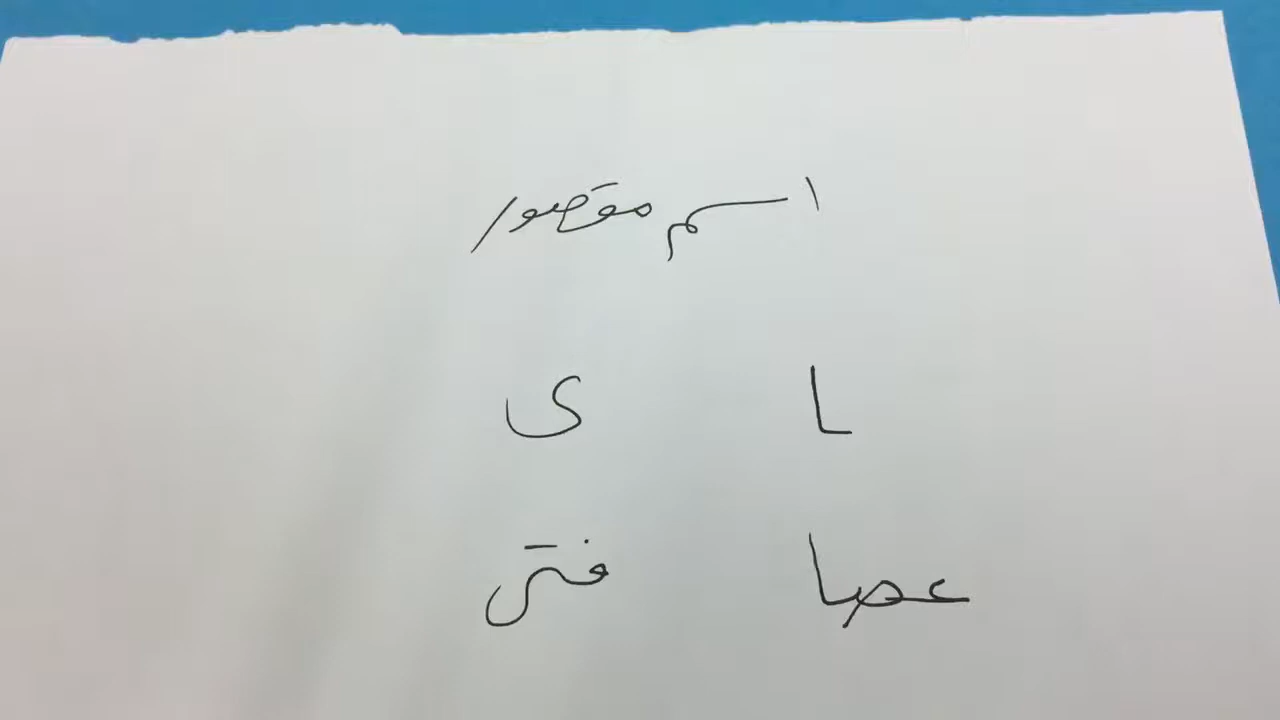 اسم مقصور
ا ى
عصا فتى